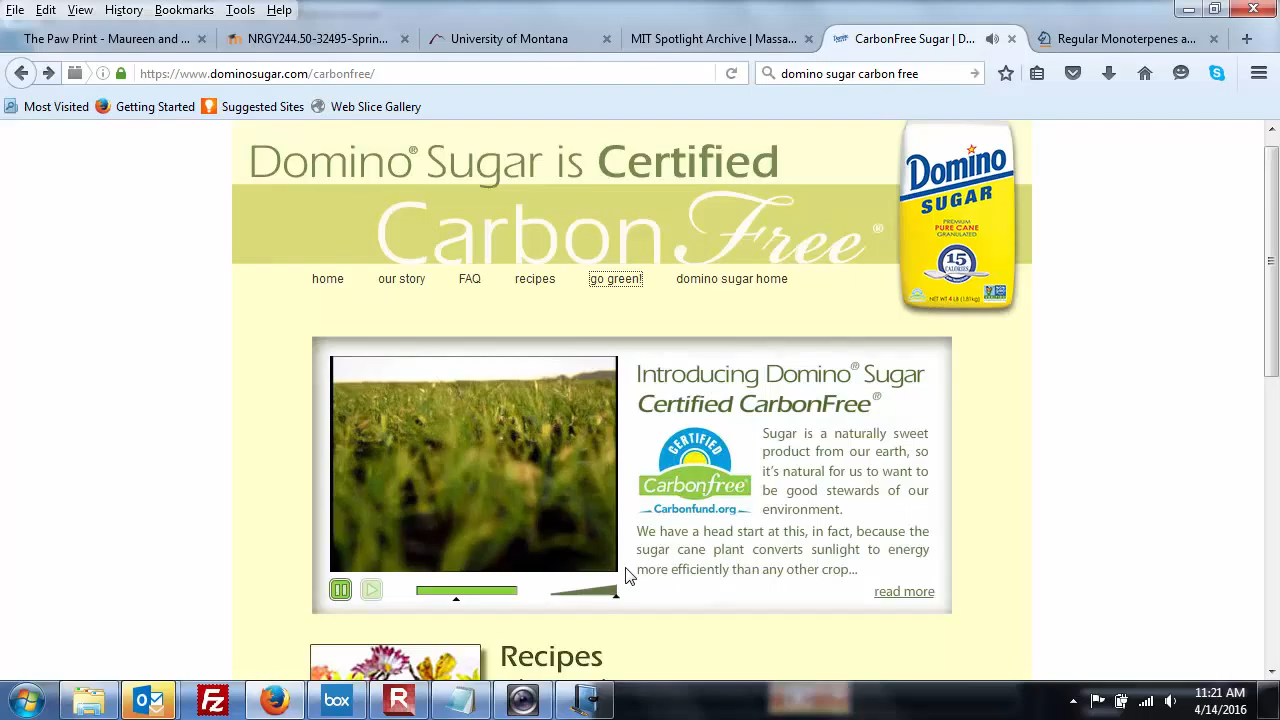 File Edit View History Bookmarks Tools Help
The Paw Print - Maureen and ... × NRGY244.50-32495-Sprin... × University of Montana × MIT Spotlight Archive | Massa... × CarbonFree Sugar | D... × Regular Monoterpenes a... ×
https://www.dominosugar.com/carbonfree/ domino sugar carbon free
Most Visited Getting Started Suggested Sites Web Slice Gallery
Domino® Sugar is Certified
CarbonFree®
Domino
SUGAR
PREMIUM
PURE CANE
GRANULATED
15
CALORIES
NET WT 4 LB (1.81kg)
home our story FAQ recipes go green! domino sugar home
Introducing Domino® Sugar
Certified CarbonFree®
CERTIFIED
Carbonfree®
Carbonfund.org
Sugar is a naturally sweet
product from our earth, so
it's natural for us to want to
be good stewards of our
environment.
We have a head start at this, in fact, because the
sugar cane plant converts sunlight to energy
more efficiently than any other crop...
read more
Recipes
box
R
11:21 AM
4/14/2016